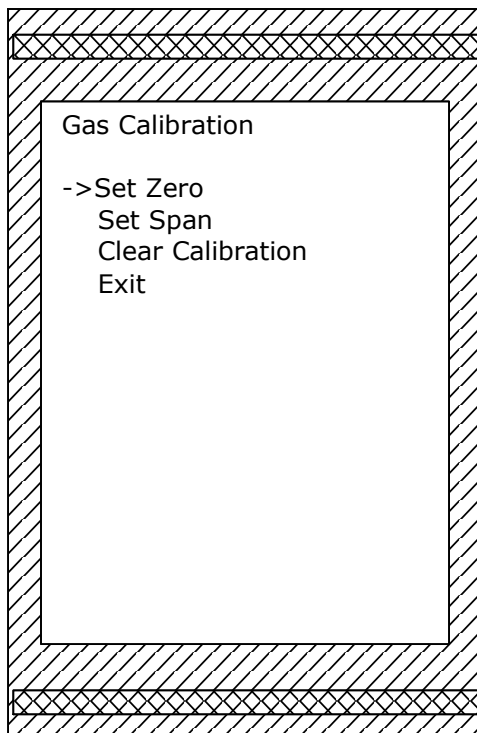 Gas Calibration
->Set Zero
Set Span
Clear Calibration
Exit